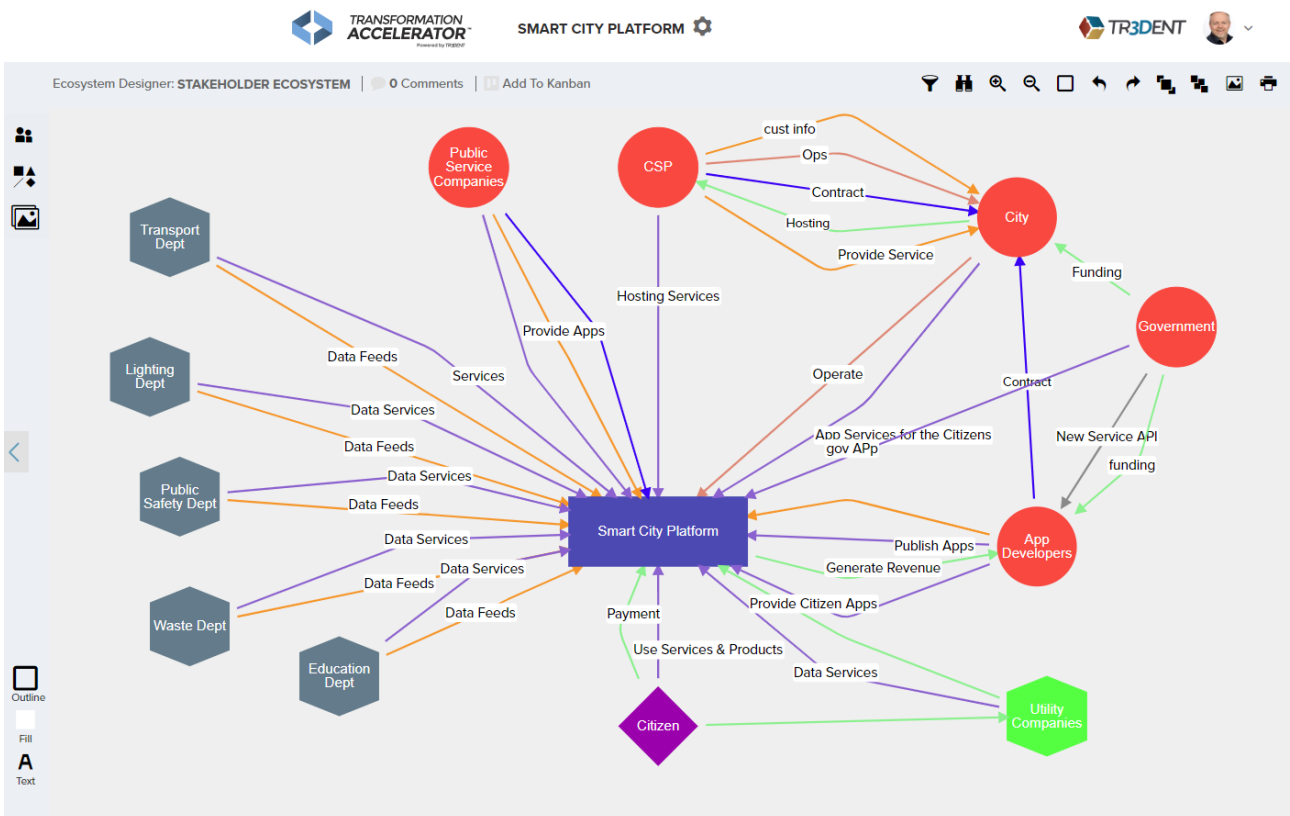 TRANSFORMATION
ACCELERATOR™
Powered by TR3DENT
SMART CITY PLATFORM
TR3DENT
Ecosystem Designer: STAKEHOLDER ECOSYSTEM
0 Comments
Add To Kanban
Public
Service
Companies
CSP
cust info
Ops
Contract
Hosting
Provide Service
City
Transport
Dept
Funding
Hosting Services
Government
Provide Apps
Data Feeds
Services
Lighting
Dept
Operate
Contract
Data Services
App Services for the Citizens
gov APp
New Service API
Data Feeds
funding
Data Services
Public
Safety Dept
Data Feeds
Smart City Platform
Data Services
Publish Apps
App
Developers
Data Services
Generate Revenue
Data Feeds
Provide Citizen Apps
Data Feeds
Payment
Waste Dept
Use Services & Products
Education
Dept
Data Services
Citizen
Utility
Companies
Outline
Fill
A
Text